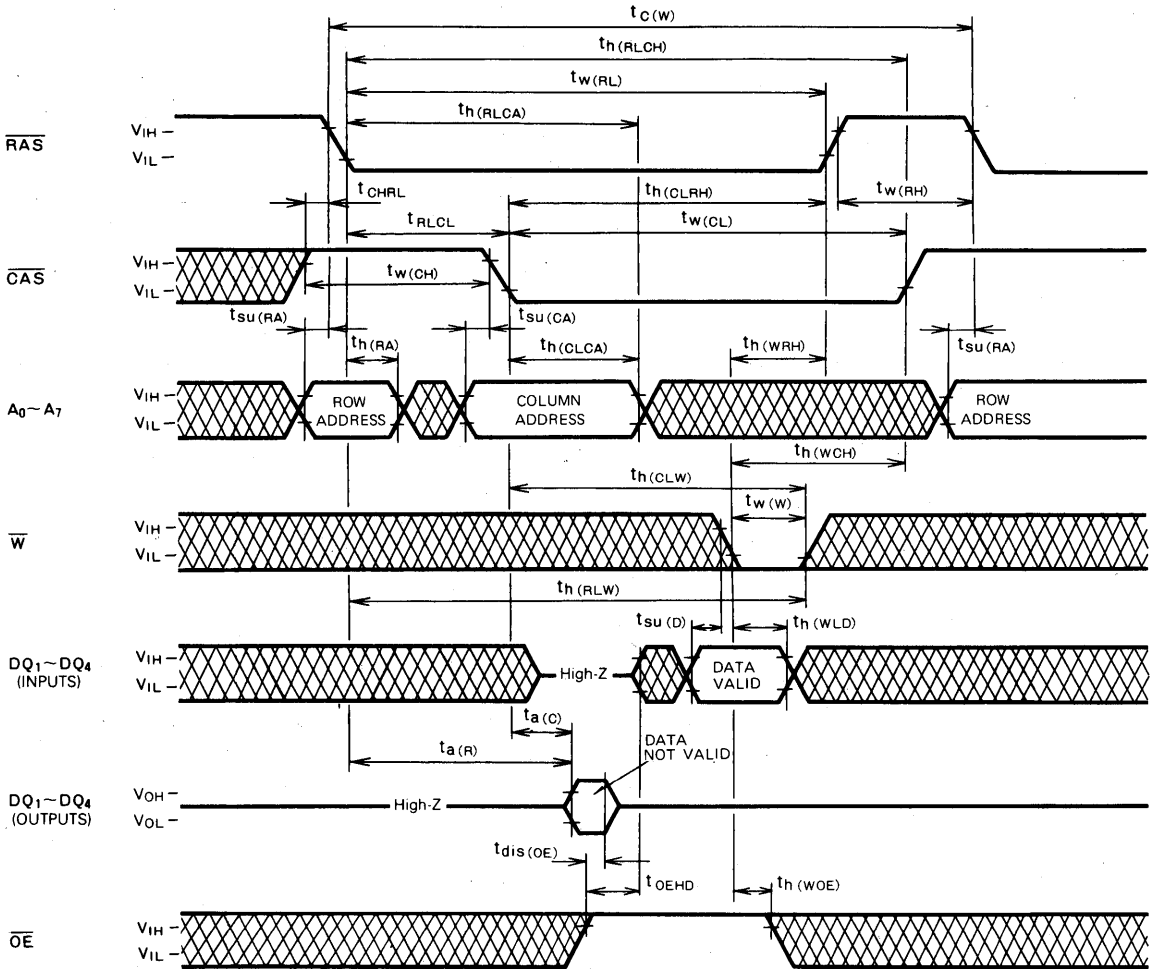 tC(W)
th(RLCH)
tW(RL)
th(RLCA)
RAS
VIH
VIL
tCHRL
th(CLRH)
tW(RH)
tRLCL
tW(CL)
CAS
VIH
VIL
tW(CH)
tsu(RA)
tsu(CA)
th(RA)
th(CLCA)
th(WRH)
tsu(RA)
A0~A7
VIH
VIL
ROW
ADDRESS
COLUMN
ADDRESS
ROW
ADDRESS
th(WCH)
th(CLW)
tW(W)
W
VIH
VIL
th(RLW)
tsu(D)
th(WLD)
DQ1~DQ4
(INPUTS)
VIH
VIL
High-Z
DATA
VALID
ta(C)
ta(R)
DATA
NOT VALID
DQ1~DQ4
(OUTPUTS)
VOH
VOL
High-Z
tdis(OE)
tOEHD
th(WOE)
OE
VIH
VIL